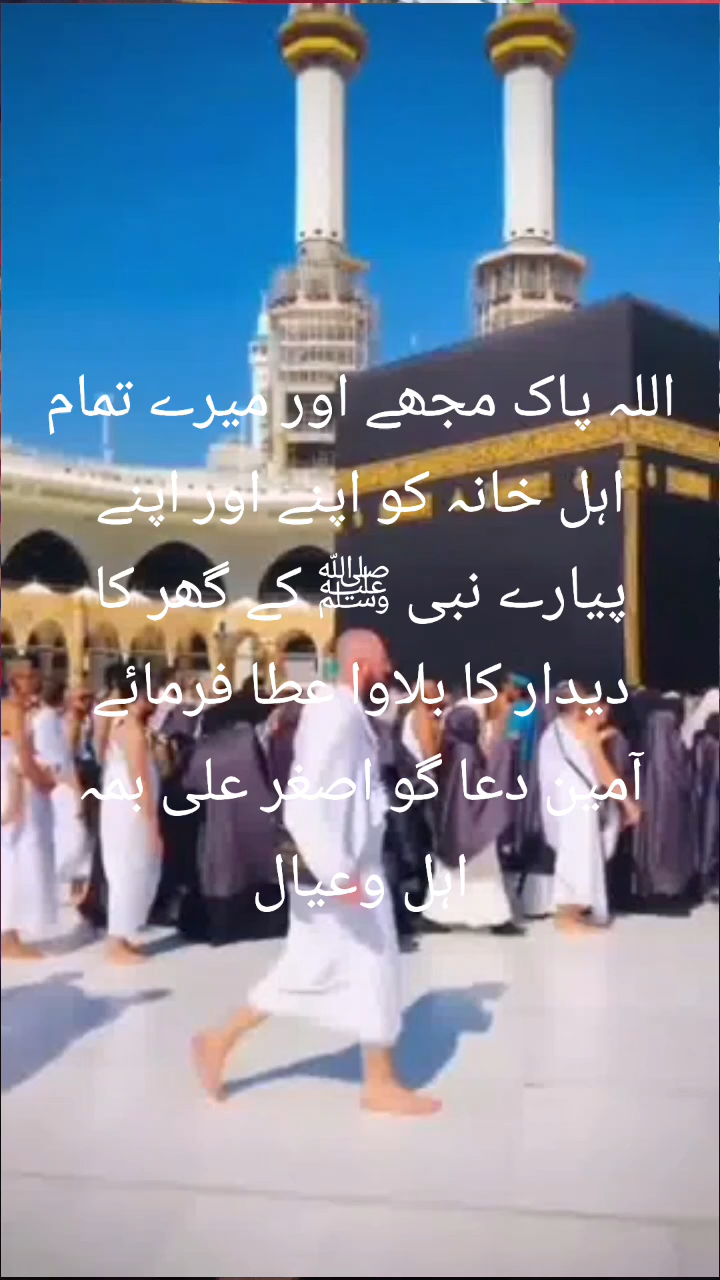 اللہ پاک مجھے اور میرے تمام
اہل خانہ کو اپنے اور اپنے
پیارے نبی ﷺ کے گھر کا
دیدار کا بلاوا عطا فرمائے
آمین دعا گو اصغر علی بمہ
اہل وعیال